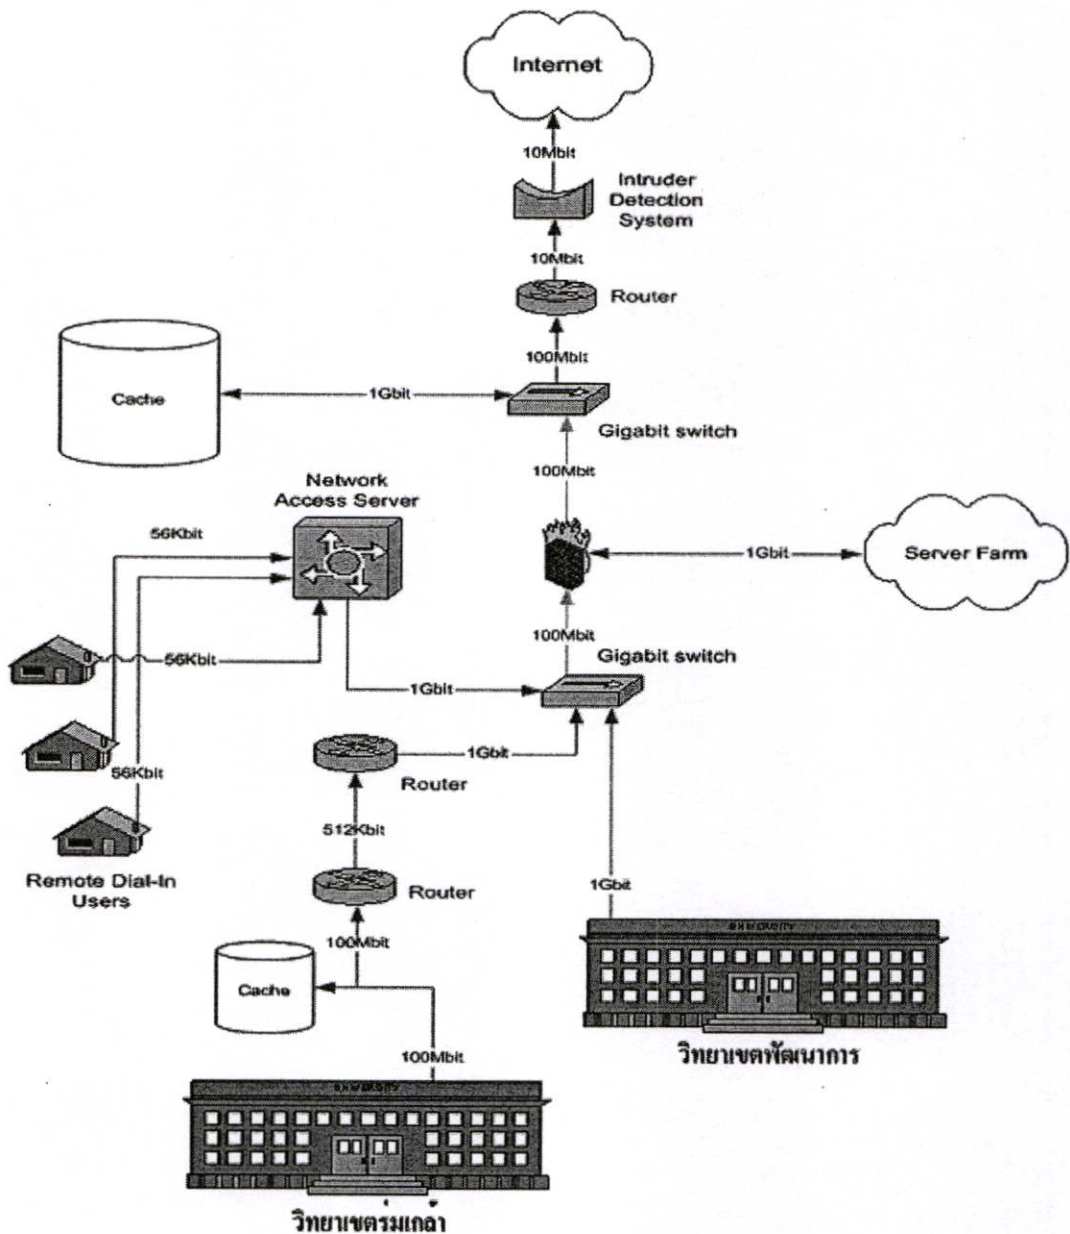 Internet
10Mbit
Intruder
Detection
System
10Mbit
Router
100Mbit
Cache
1Gbit
Gigabit switch
100Mbit
Network
Access Server
56Kbit
1Gbit
Server Farm
100Mbit
Gigabit switch
56Kbit
1Gbit
1Gbit
Router
56Kbit
512Kbit
Remote Dial-In
Users
Router
1Gbit
100Mbit
UNIVERSITY
Cache
100Mbit
วิทยาเขตพัฒนาการ
UNIVERSITY
วิทยาเขตร่มเกล้า